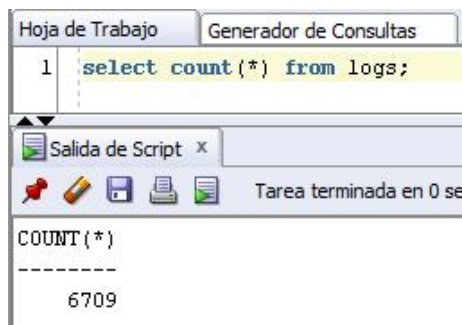 Hoja de Trabajo Generador de Consultas
1 select count(*) from logs;
Salida de Script x
Tarea terminada en 0 se
COUNT(*)
--------
6709